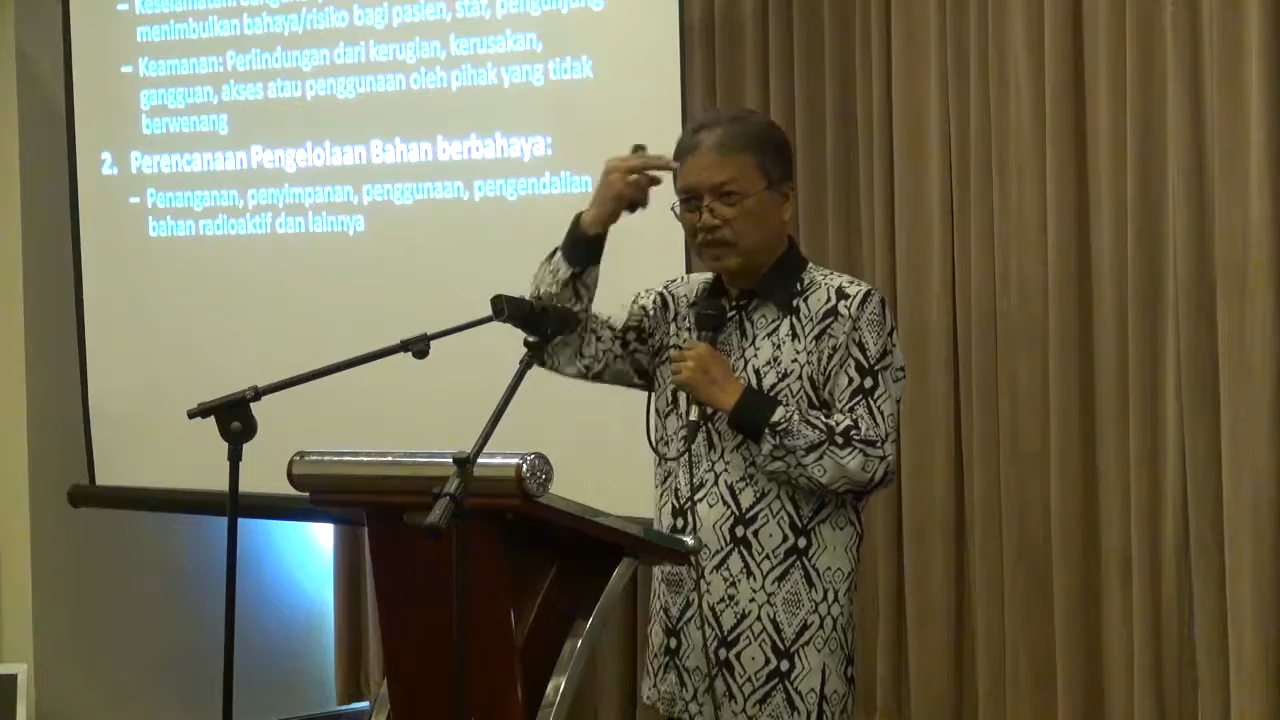 – Keselamatan:
menimbulkan bahaya/risiko bagi pasien, staf, pengunjung
– Keamanan: Perlindungan dari kerugian, kerusakan,
gangguan, akses atau penggunaan oleh pihak yang tidak
berwenang
2. Perencanaan Pengelolaan Bahan berbahaya:
– Penanganan, penyimpanan, penggunaan, pengendalian
bahan radioaktif dan lainnya